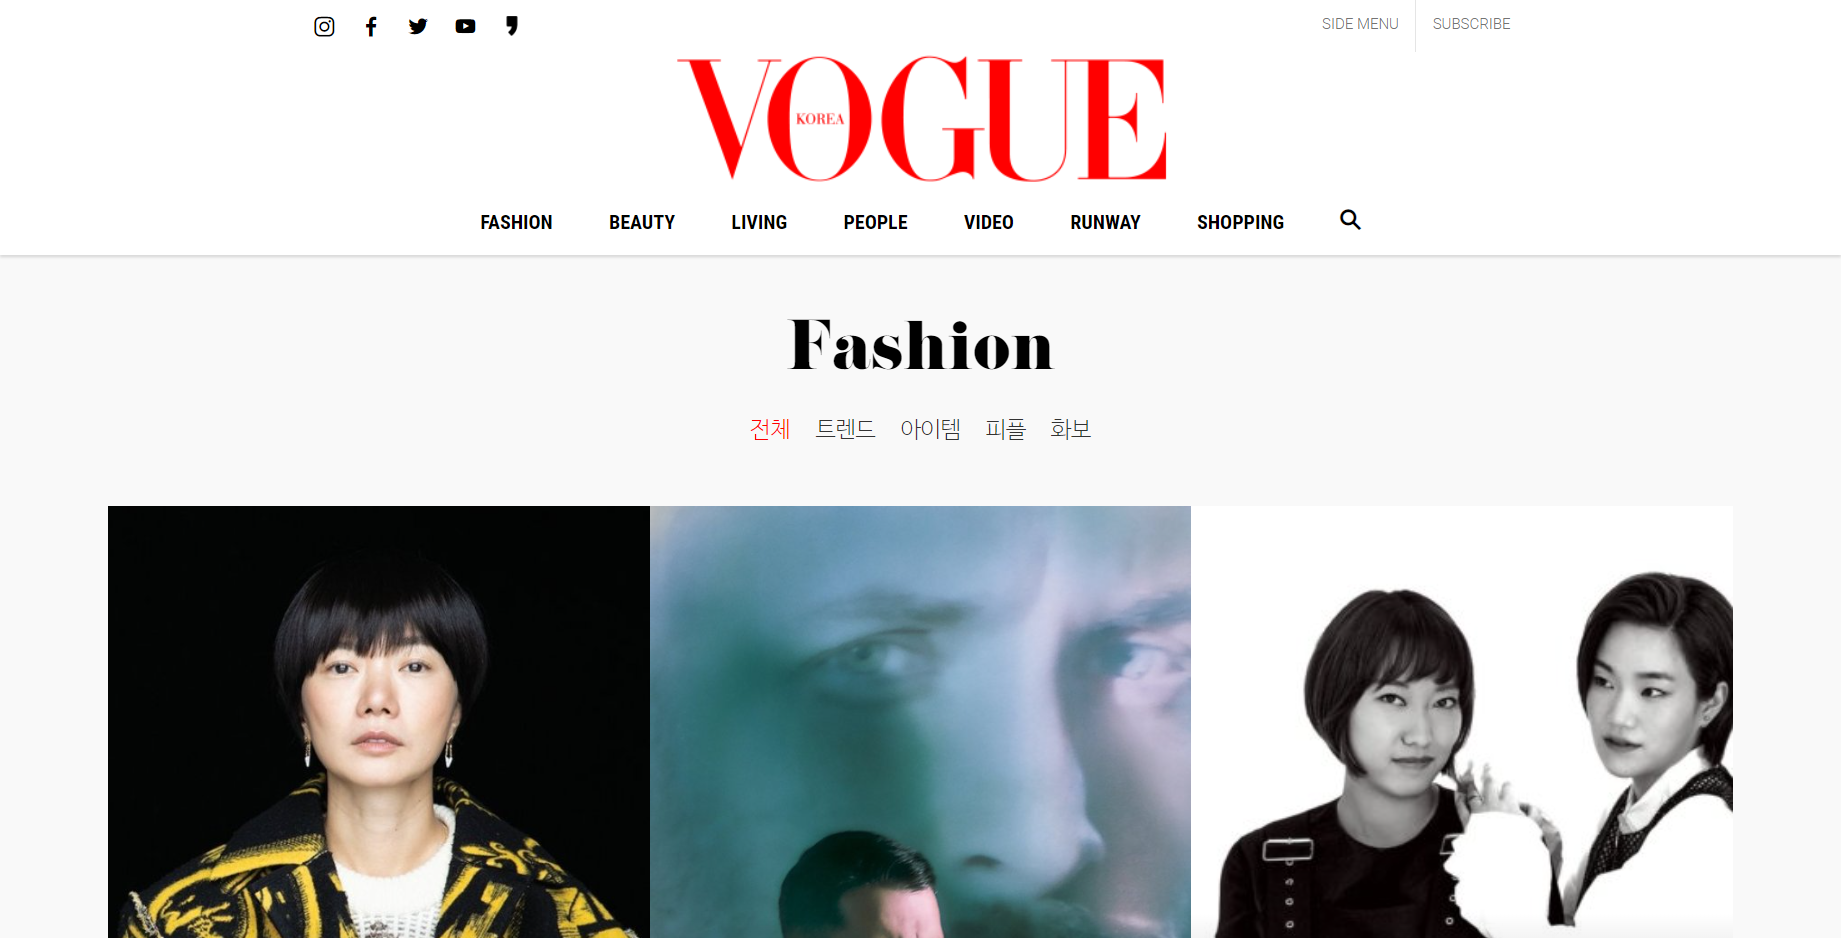 SIDE MENU SUBSCRIBE
VOGUE
KOREA
FASHION BEAUTY LIVING PEOPLE VIDEO RUNWAY SHOPPING
Fashion
전체 트렌드 아이템 피플 화보